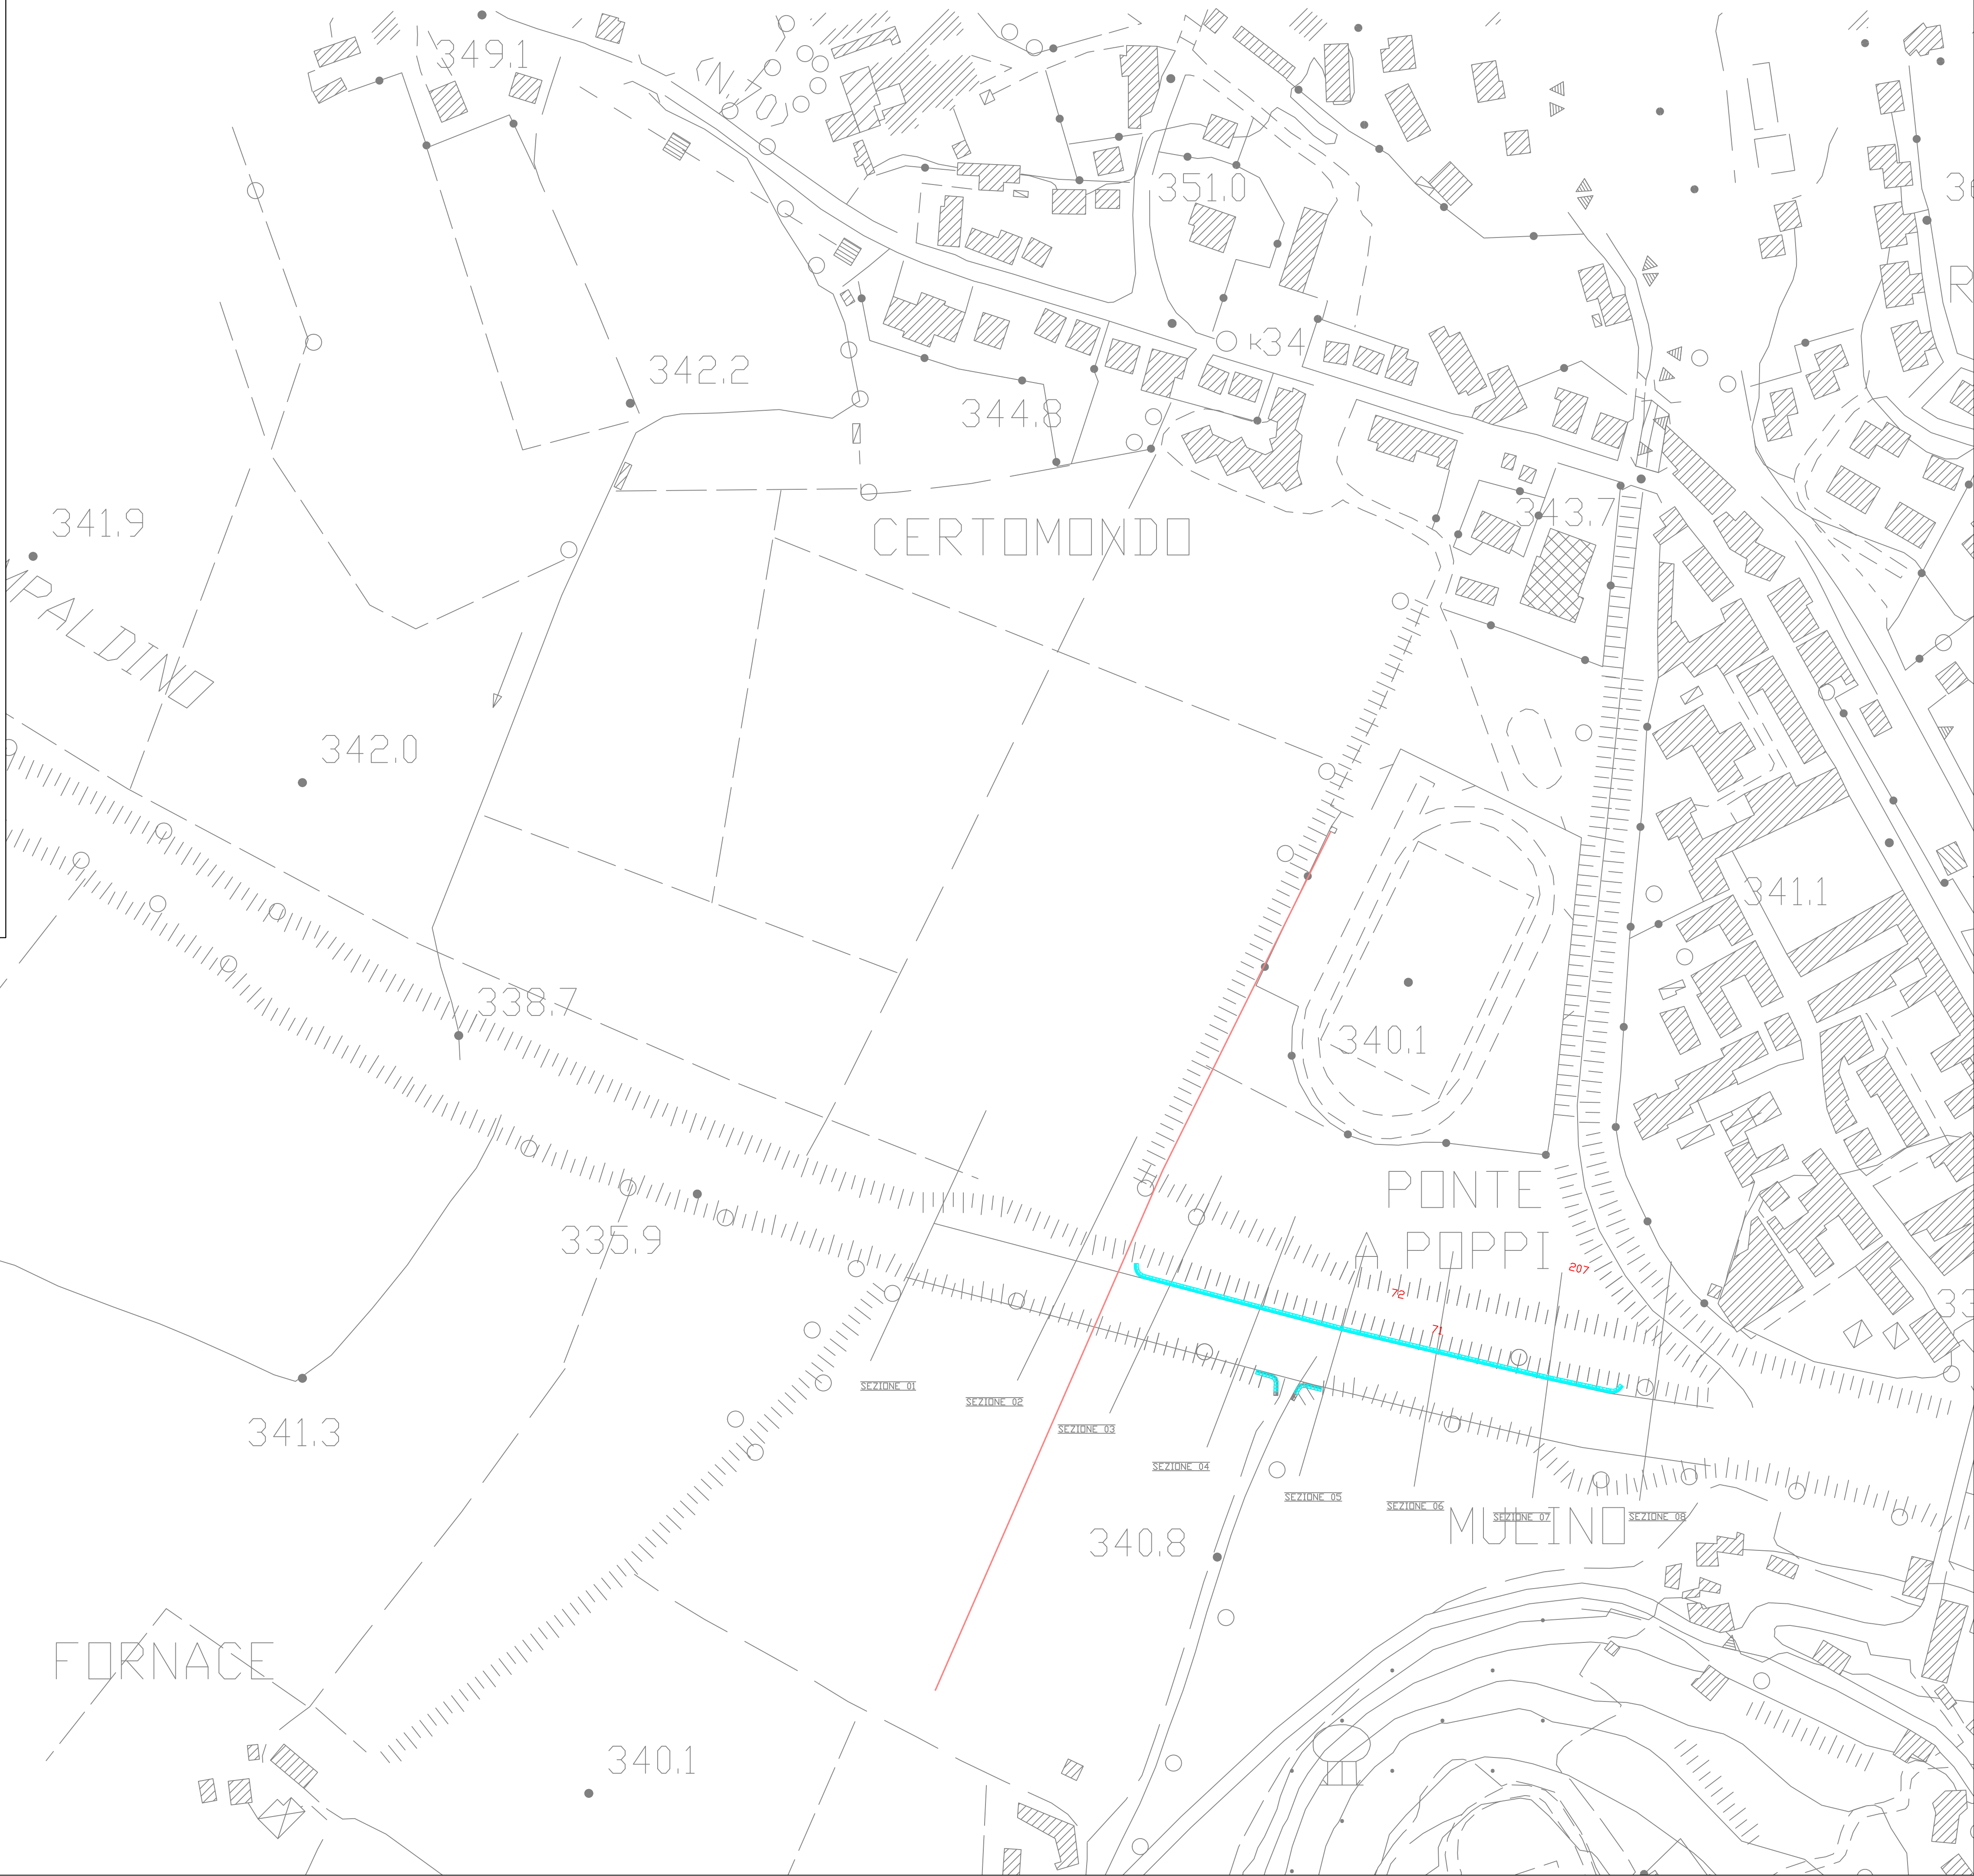 349.1
351.0
K34
342.2
344.8
343.7
341.9
CERTOMONDO
342.0
341.1
338.7
340.1
PONTE
A POPPI
335.9
207
72
71
SEZIONE 01
SEZIONE 02
SEZIONE 03
SEZIONE 04
SEZIONE 05
SEZIONE 06
SEZIONE 07
SEZIONE 08
341.3
MULINO
340.8
FORNACE
340.1